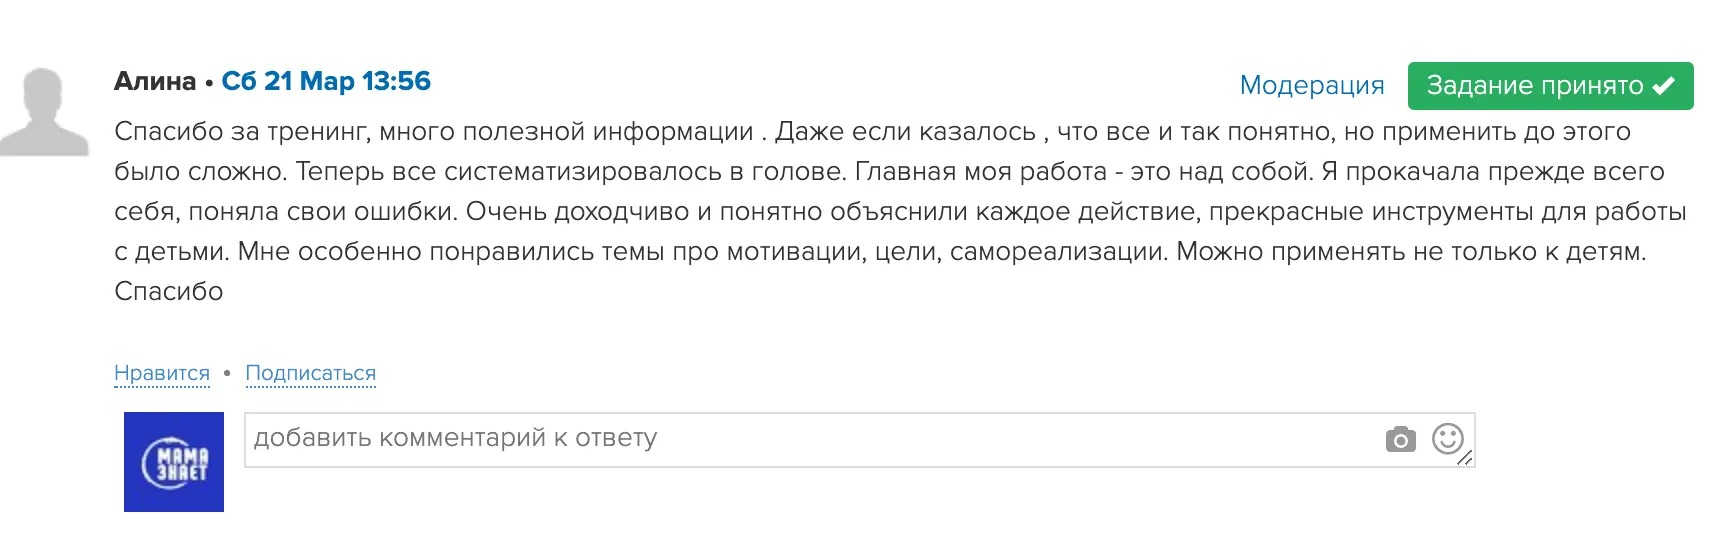 Алина • Сб 21 Мар 13:56
Модерация
Задание принято ✔
Спасибо за тренинг, много полезной информации . Даже если казалось , что все и так понятно, но применить до этого
было сложно. Теперь все систематизировалось в голове. Главная моя работа - это над собой. Я прокачала прежде всего
себя, поняла свои ошибки. Очень доходчиво и понятно объяснили каждое действие, прекрасные инструменты для работы
с детьми. Мне особенно понравились темы про мотивации, цели, самореализации. Можно применять не только к детям.
Спасибо
Нравится • Подписаться
МАМА
ЗНАЕТ
добавить комментарий к ответу